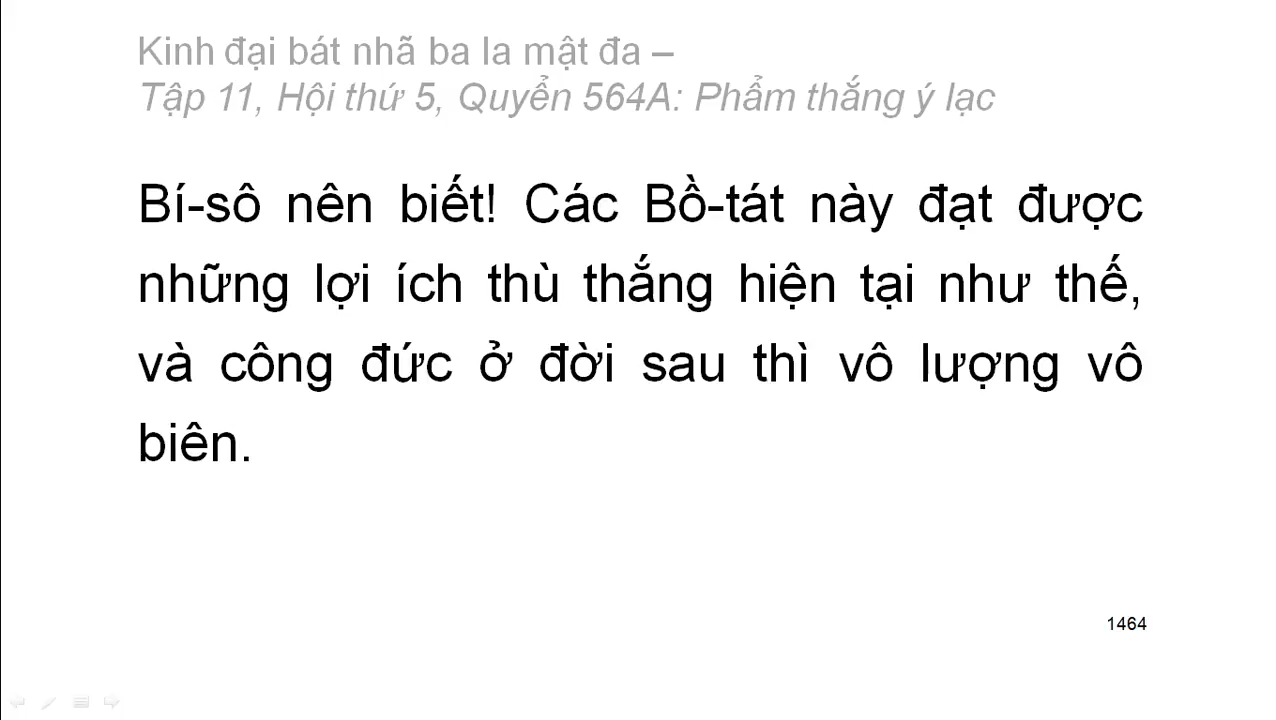 Kinh đại bát nhã ba la mật đa –
Tập 11, Hội thứ 5, Quyển 564A: Phẩm thắng ý lạc
Bí-sô nên biết! Các Bồ-tát này đạt được
những lợi ích thù thắng hiện tại như thế,
và công đức ở đời sau thì vô lượng vô
biên.
1464